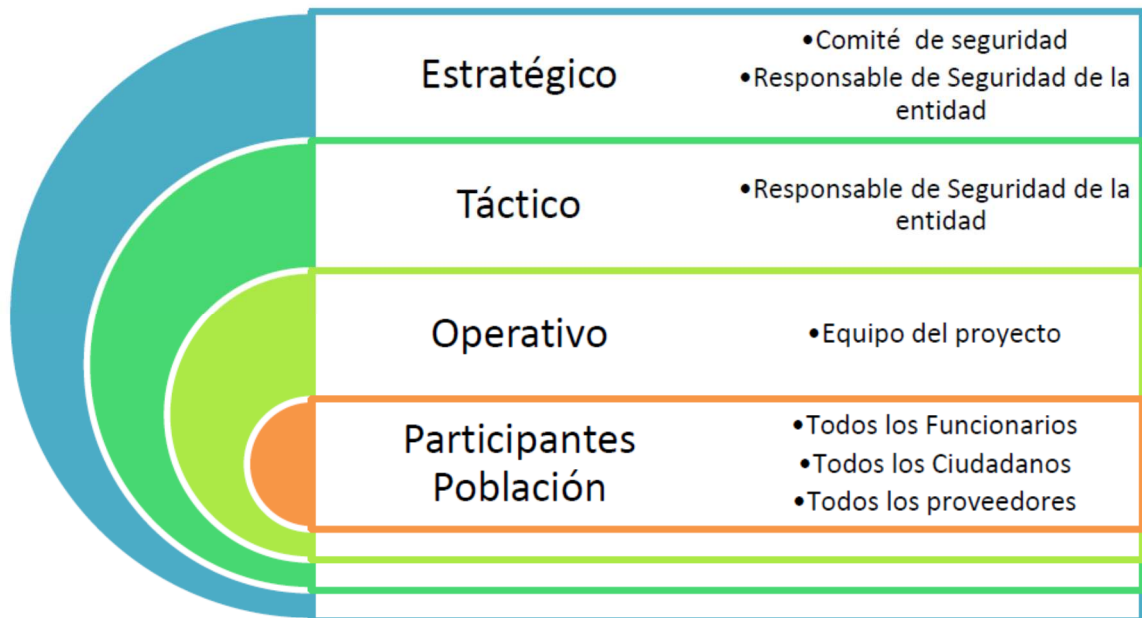 Estratégico
•Comité de seguridad
•Responsable de Seguridad de la
entidad
Táctico
•Responsable de Seguridad de la
entidad
Operativo
•Equipo del proyecto
Participantes
Población
•Todos los Funcionarios
•Todos los Ciudadanos
•Todos los proveedores